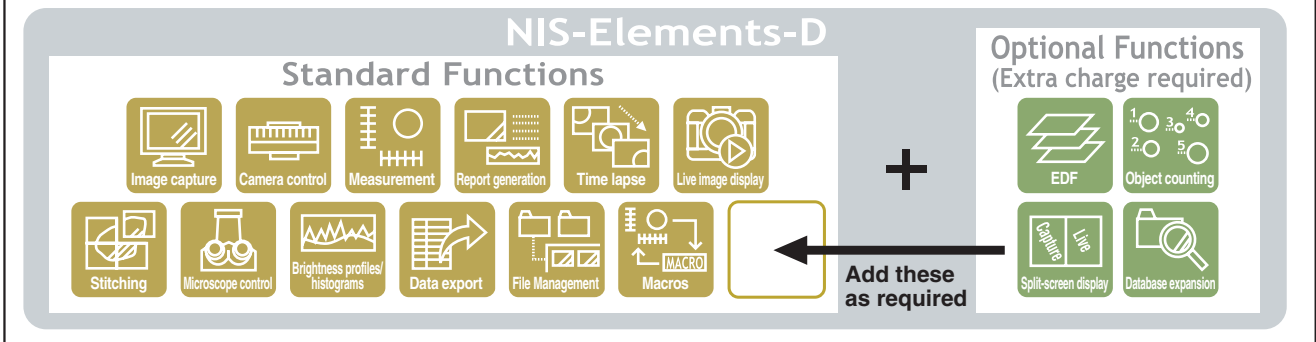 NIS-Elements-D
Standard Functions
Image capture
Camera control
Measurement
Report generation
Time lapse
Live image display
Stitching
Microscope control
Brightness profiles/
histograms
Data export
File Management
MACRO
Macros
+
Add these
as required
Optional Functions
(Extra charge required)
EDF
1 2 3 4 5
Object counting
Capture Live
Split-screen display
Database expansion